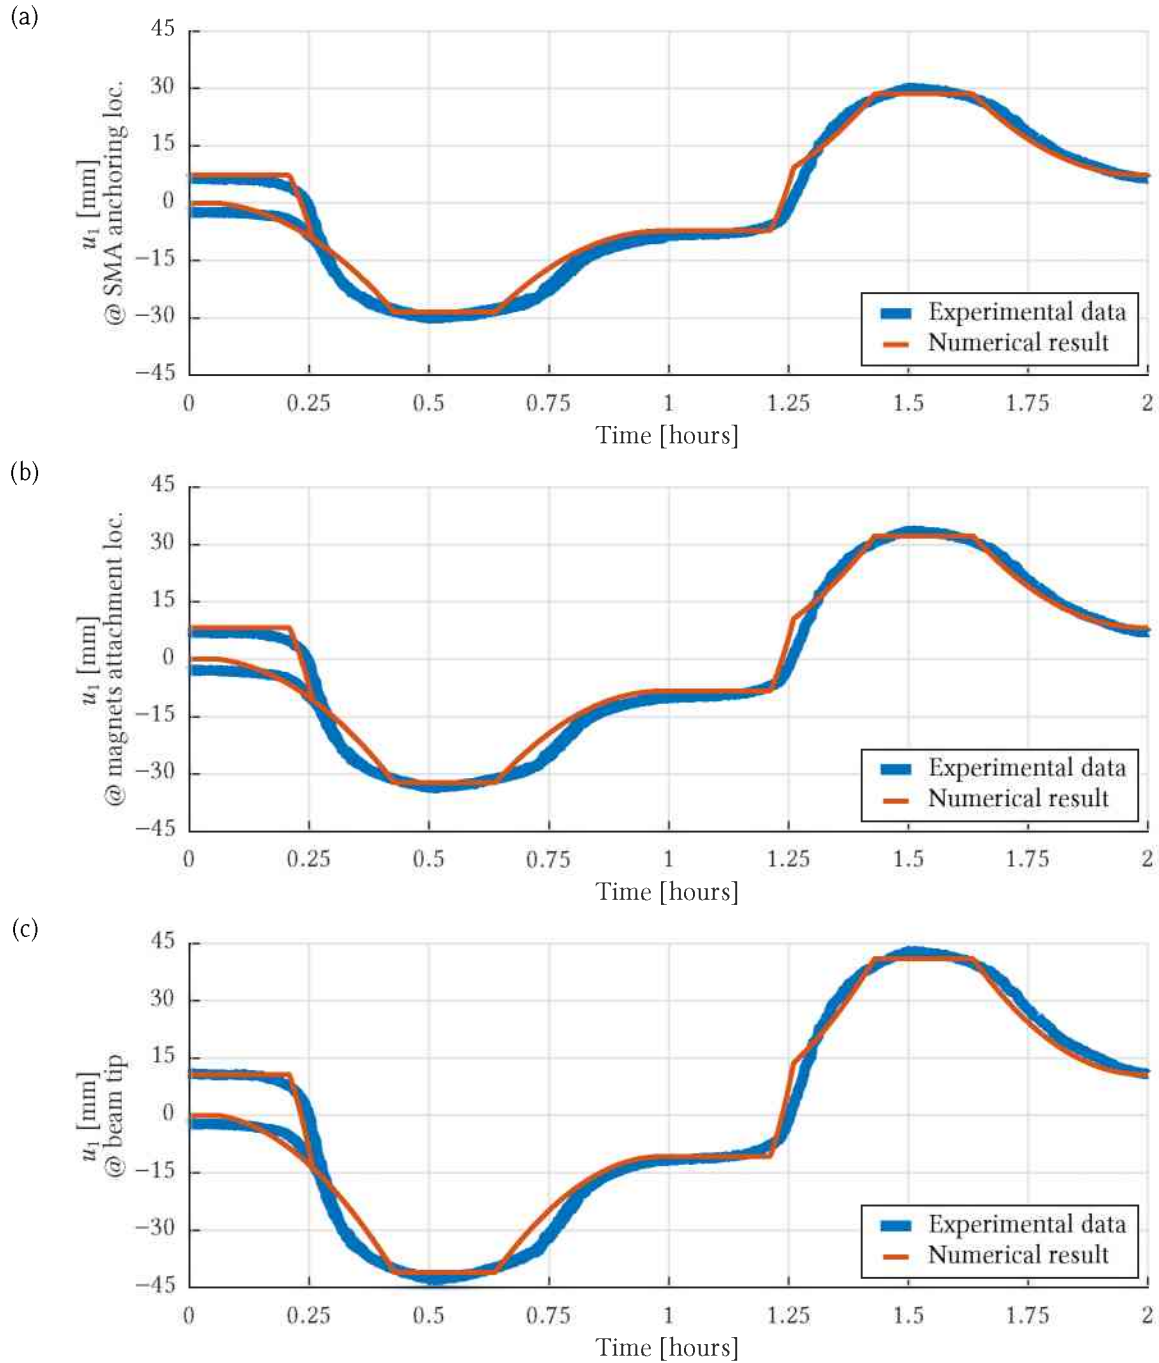 (a)
45
30
15
0
−15
−30
−45
u₁ [mm]
@ SMA anchoring loc.
Experimental data
Numerical result
0 0.25 0.5 0.75 1 1.25 1.5 1.75 2
Time [hours]
(b)
45
30
15
0
−15
−30
−45
u₁ [mm]
@ magnets attachment loc.
Experimental data
Numerical result
0 0.25 0.5 0.75 1 1.25 1.5 1.75 2
Time [hours]
(c)
45
30
15
0
−15
−30
−45
u₁ [mm]
@ beam tip
Experimental data
Numerical result
0 0.25 0.5 0.75 1 1.25 1.5 1.75 2
Time [hours]